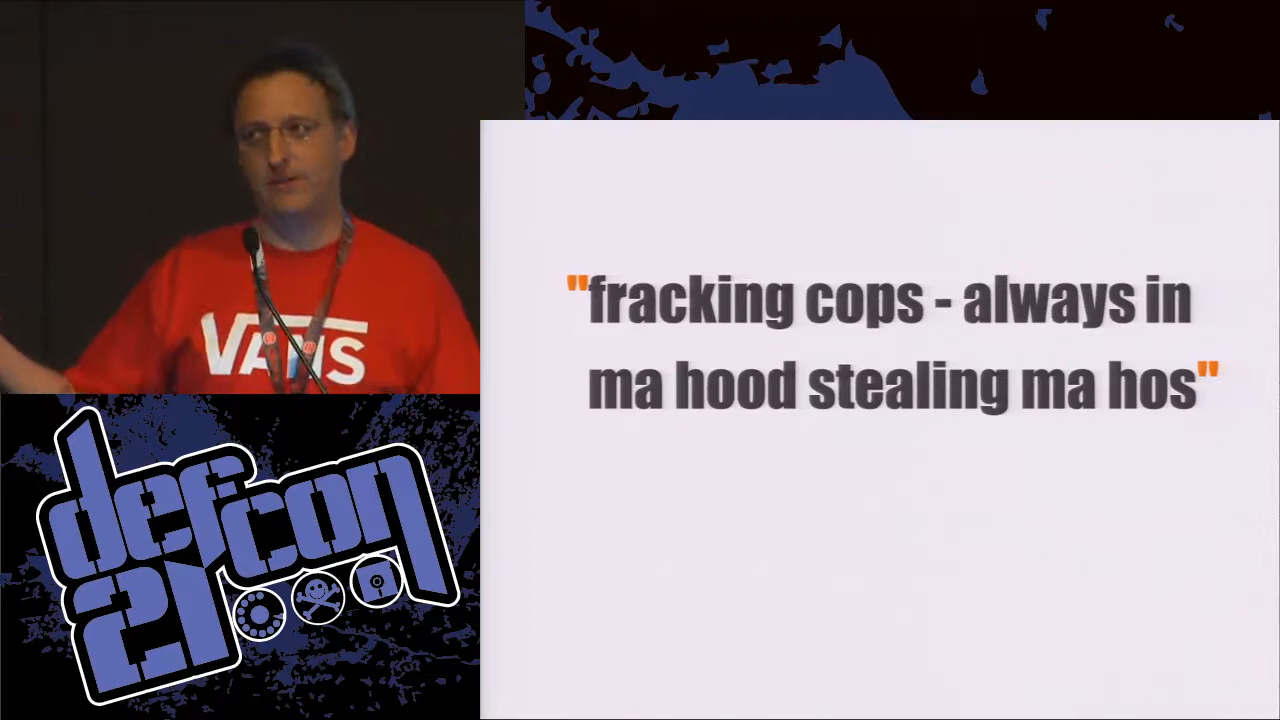 VANS
"fracking cops - always in
ma hood stealing ma hos"
defcon
21